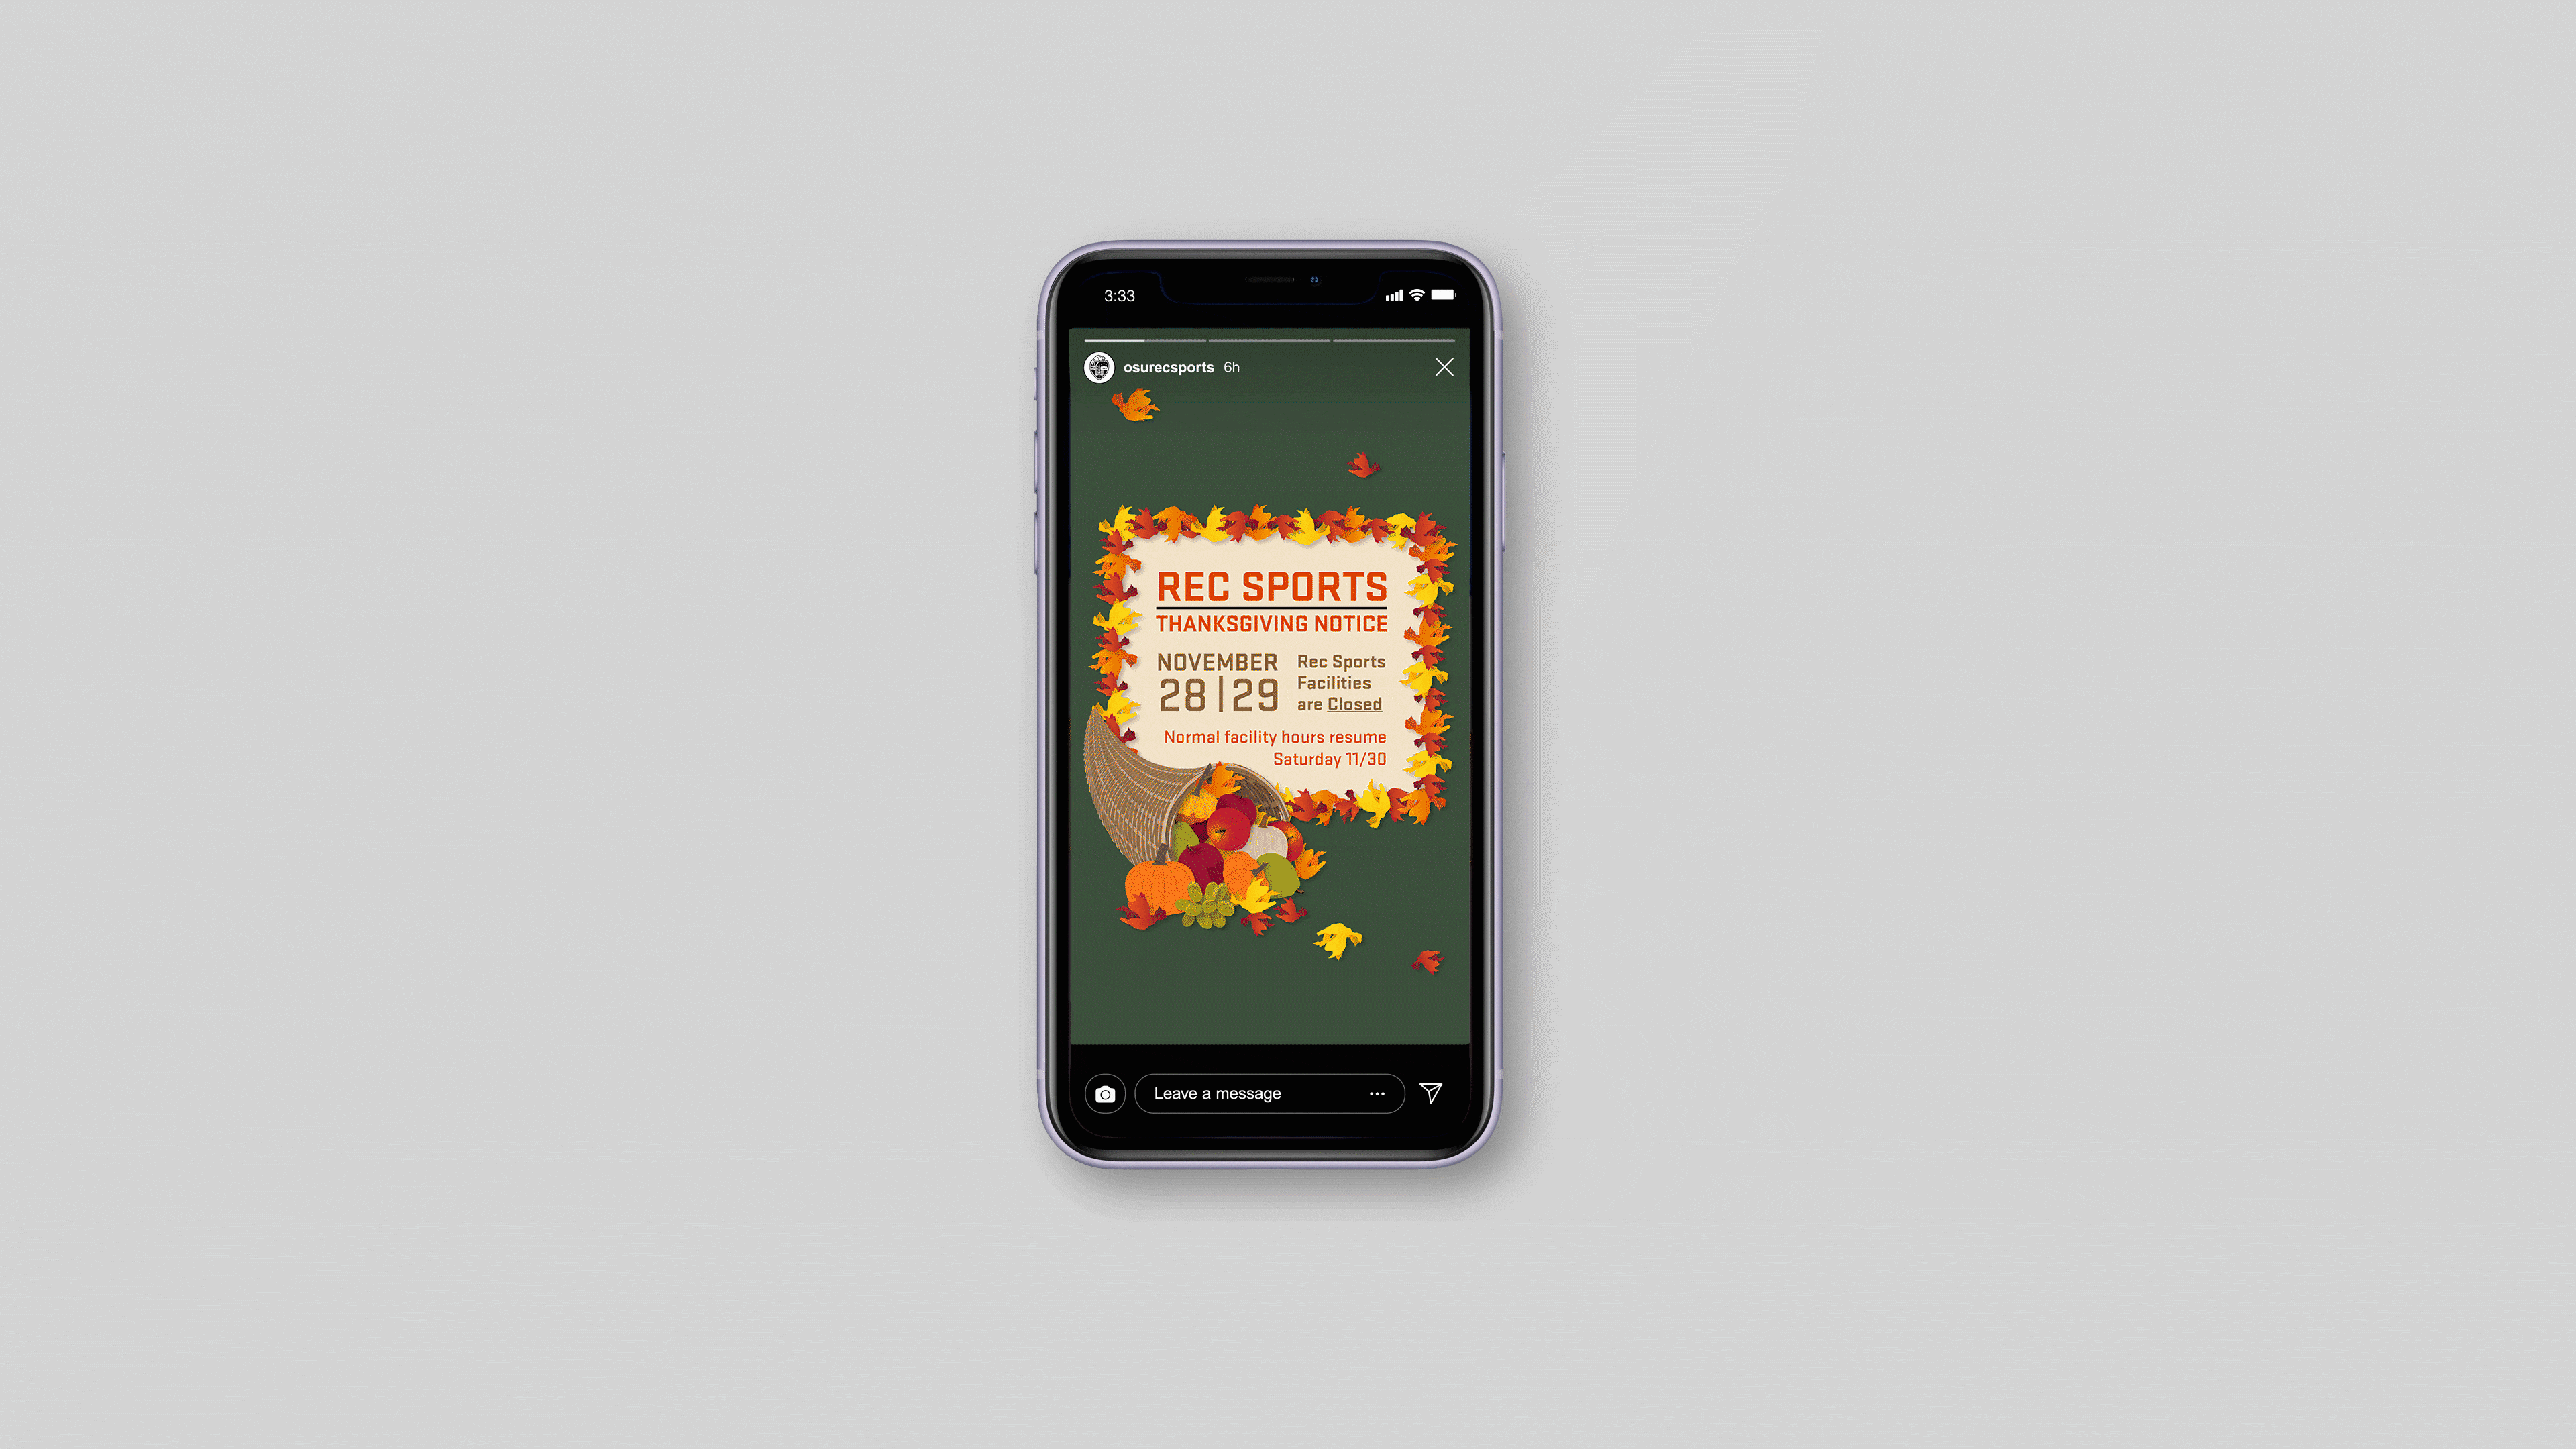 3:33
osurecsports 6h
REC SPORTS
THANKSGIVING NOTICE
NOVEMBER
28|29
Rec Sports
Facilities
are Closed
Normal facility hours resume
Saturday 11/30
Leave a message